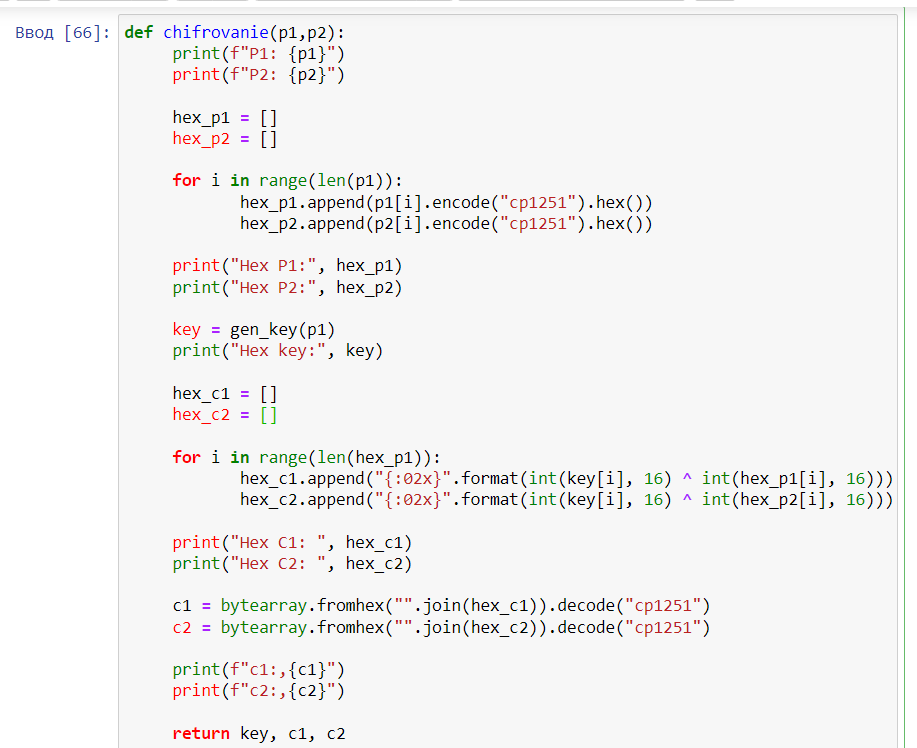 Ввод [66]: def chifrovanie(p1,p2):
print(f"P1: {p1}")
print(f"P2: {p2}")
hex_p1 = []
hex_p2 = []
for i in range(len(p1)):
hex_p1.append(p1[i].encode("cp1251").hex())
hex_p2.append(p2[i].encode("cp1251").hex())
print("Hex P1:", hex_p1)
print("Hex P2:", hex_p2)
key = gen_key(p1)
print("Hex key:", key)
hex_c1 = []
hex_c2 = []
for i in range(len(hex_p1)):
hex_c1.append("{:02x}".format(int(key[i], 16) ^ int(hex_p1[i], 16)))
hex_c2.append("{:02x}".format(int(key[i], 16) ^ int(hex_p2[i], 16)))
print("Hex C1: ", hex_c1)
print("Hex C2: ", hex_c2)
c1 = bytearray.fromhex("".join(hex_c1)).decode("cp1251")
c2 = bytearray.fromhex("".join(hex_c2)).decode("cp1251")
print(f"c1:,{c1}")
print(f"c2:,{c2}")
return key, c1, c2